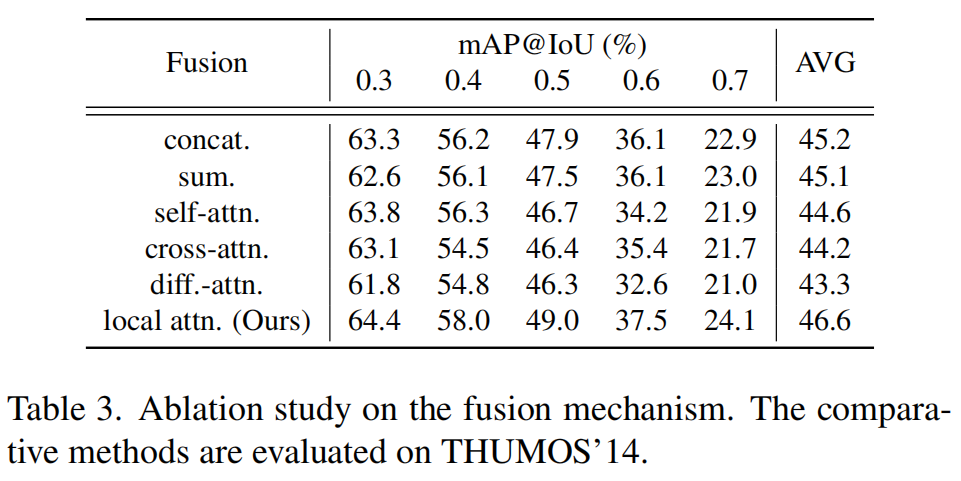 Fusion mAP@IoU (%) AVG
0.3 0.4 0.5 0.6 0.7
concat. 63.3 56.2 47.9 36.1 22.9 45.2
sum. 62.6 56.1 47.5 36.1 23.0 45.1
self-attn. 63.8 56.3 46.7 34.2 21.9 44.6
cross-attn. 63.1 54.5 46.4 35.4 21.7 44.2
diff.-attn. 61.8 54.8 46.3 32.6 21.0 43.3
local attn. (Ours) 64.4 58.0 49.0 37.5 24.1 46.6
Table 3. Ablation study on the fusion mechanism. The compara-
tive methods are evaluated on THUMOS’14.